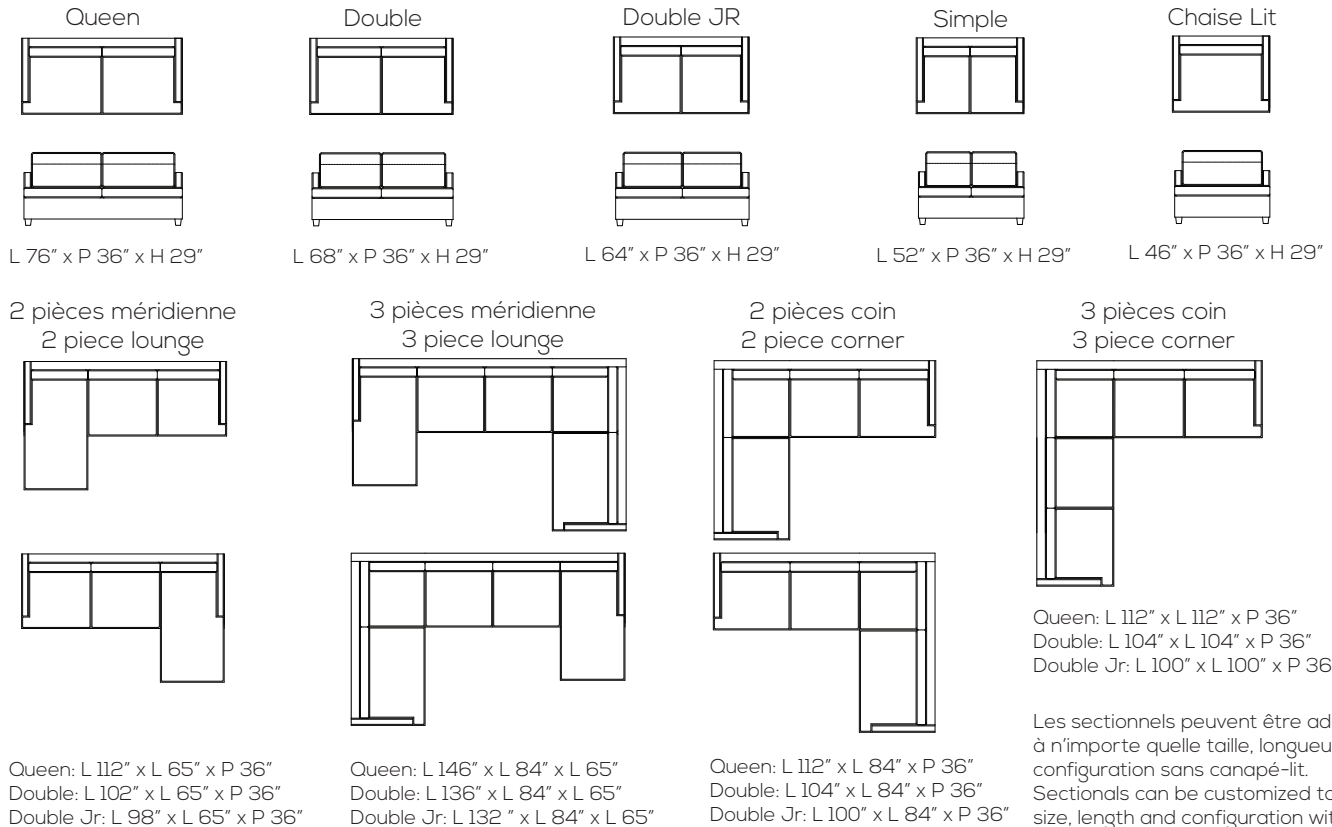 Queen
Double
Double JR
Simple
Chaise Lit
L 76” x P 36” x H 29”
L 68” x P 36” x H 29”
L 64” x P 36” x H 29”
L 52” x P 36” x H 29”
L 46” x P 36” x H 29”
2 pièces méridienne
2 piece lounge
3 pièces méridienne
3 piece lounge
2 pièces coin
2 piece corner
3 pièces coin
3 piece corner
Queen: L 112” x L 65” x P 36”
Double: L 102” x L 65” x P 36”
Double Jr: L 98” x L 65” x P 36”
Queen: L 146” x L 84” x L 65”
Double: L 136” x L 84” x L 65”
Double Jr: L 132 ” x L 84” x L 65”
Queen: L 112” x L 84” x P 36”
Double: L 104” x L 84” x P 36”
Double Jr: L 100” x L 84” x P 36”
Queen: L 112” x L 112” x P 36”
Double: L 104” x L 104” x P 36”
Double Jr: L 100” x L 100” x P 36
Les sectionnels peuvent être
à n’importe quelle taille,
configuration sans canapé-lit.
Sectionals can be customized
size, length and configuration